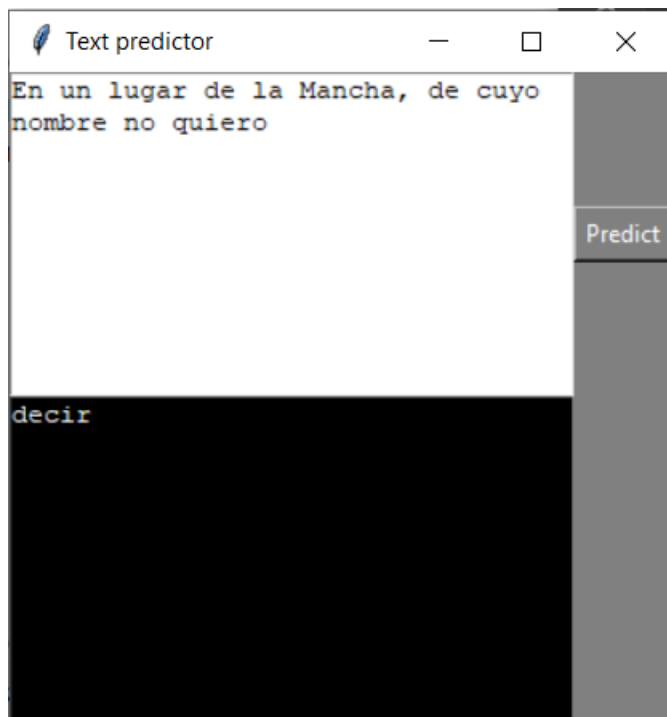 Text predictor
En un lugar de la Mancha, de cuyo
nombre no quiero
Predict
decir